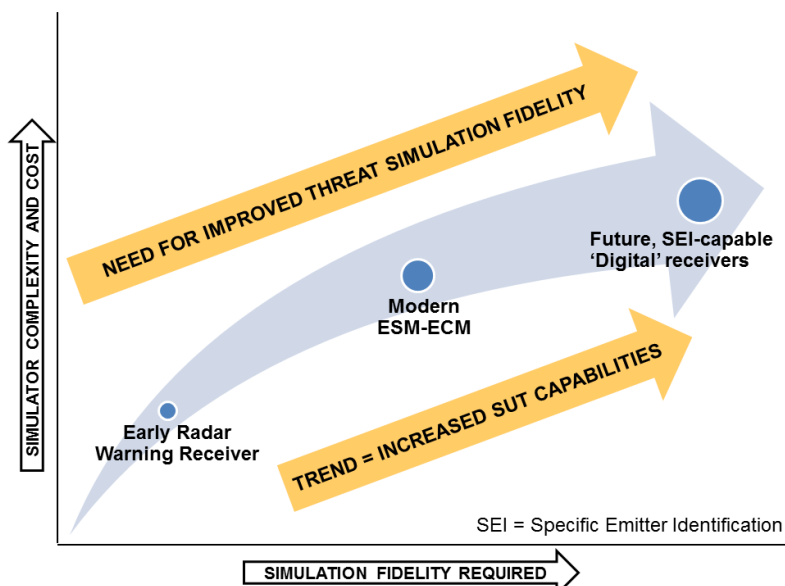 NEED FOR IMPROVED THREAT SIMULATION FIDELITY
SIMULATOR COMPLEXITY AND COST
Future, SEI-capable
‘Digital’ receivers
Modern
ESM-ECM
Early Radar
Warning Receiver
TREND = INCREASED SUT CAPABILITIES
SEI = Specific Emitter Identification
SIMULATION FIDELITY REQUIRED